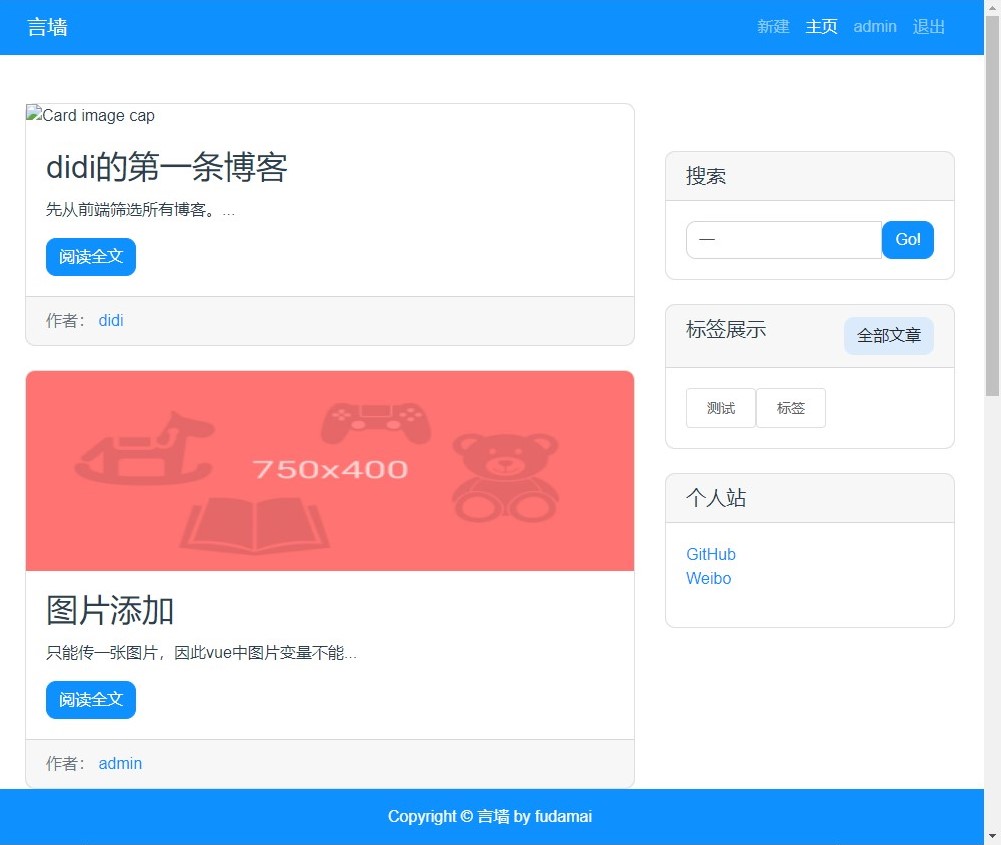 言墙
新建 主页 admin 退出
Card image cap
didi的第一条博客
先从前端筛选所有博客。...
阅读全文
作者： didi
750x400
图片添加
只能传一张图片，因此vue中图片变量不能...
阅读全文
作者： admin
搜索
一 Go!
标签展示 全部文章
测试 标签
个人站
GitHub
Weibo
Copyright © 言墙 by fudamai